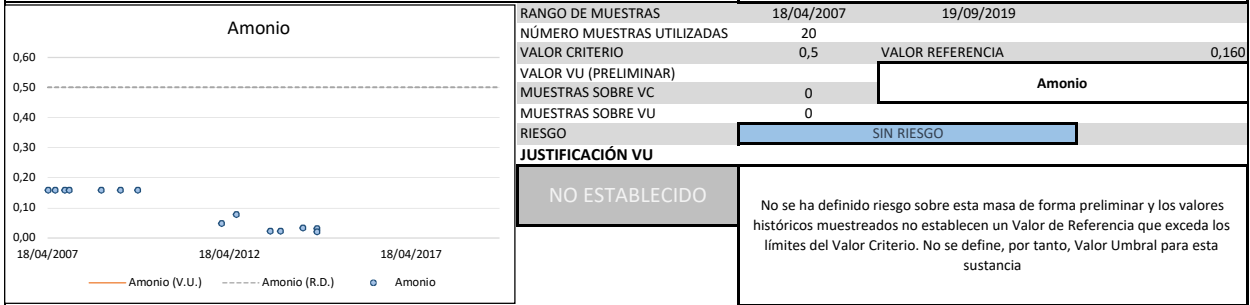 Amonio
0,60
0,50
0,40
0,30
0,20
0,10
0,00
18/04/2007 18/04/2012 18/04/2017
Amonio (V.U.) Amonio (R.D.) Amonio
RANGO DE MUESTRAS 18/04/2007 19/09/2019
NÚMERO MUESTRAS UTILIZADAS 20
VALOR CRITERIO 0,5 VALOR REFERENCIA 0,160
VALOR VU (PRELIMINAR)
Amonio
MUESTRAS SOBRE VC 0
MUESTRAS SOBRE VU 0
RIESGO SIN RIESGO
JUSTIFICACIÓN VU
NO ESTABLECIDO
No se ha definido riesgo sobre esta masa de forma preliminar y los valores
históricos muestreados no establecen un Valor de Referencia que exceda los
límites del Valor Criterio. No se define, por tanto, Valor Umbral para esta
sustancia